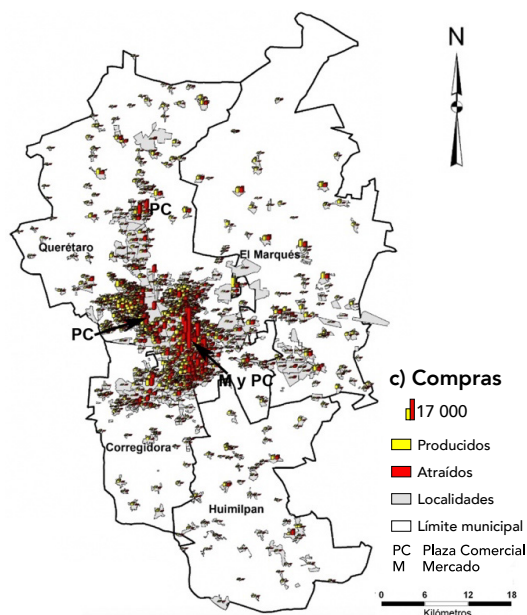 N
PC
Querétaro
El Marqués
PC
M y PC
c) Compras
17 000
Producidos
Atraídos
Corregidora
Localidades
Huimilpan
Límite municipal
PC Plaza Comercial
M Mercado
0 6 12 18
Kilómetros